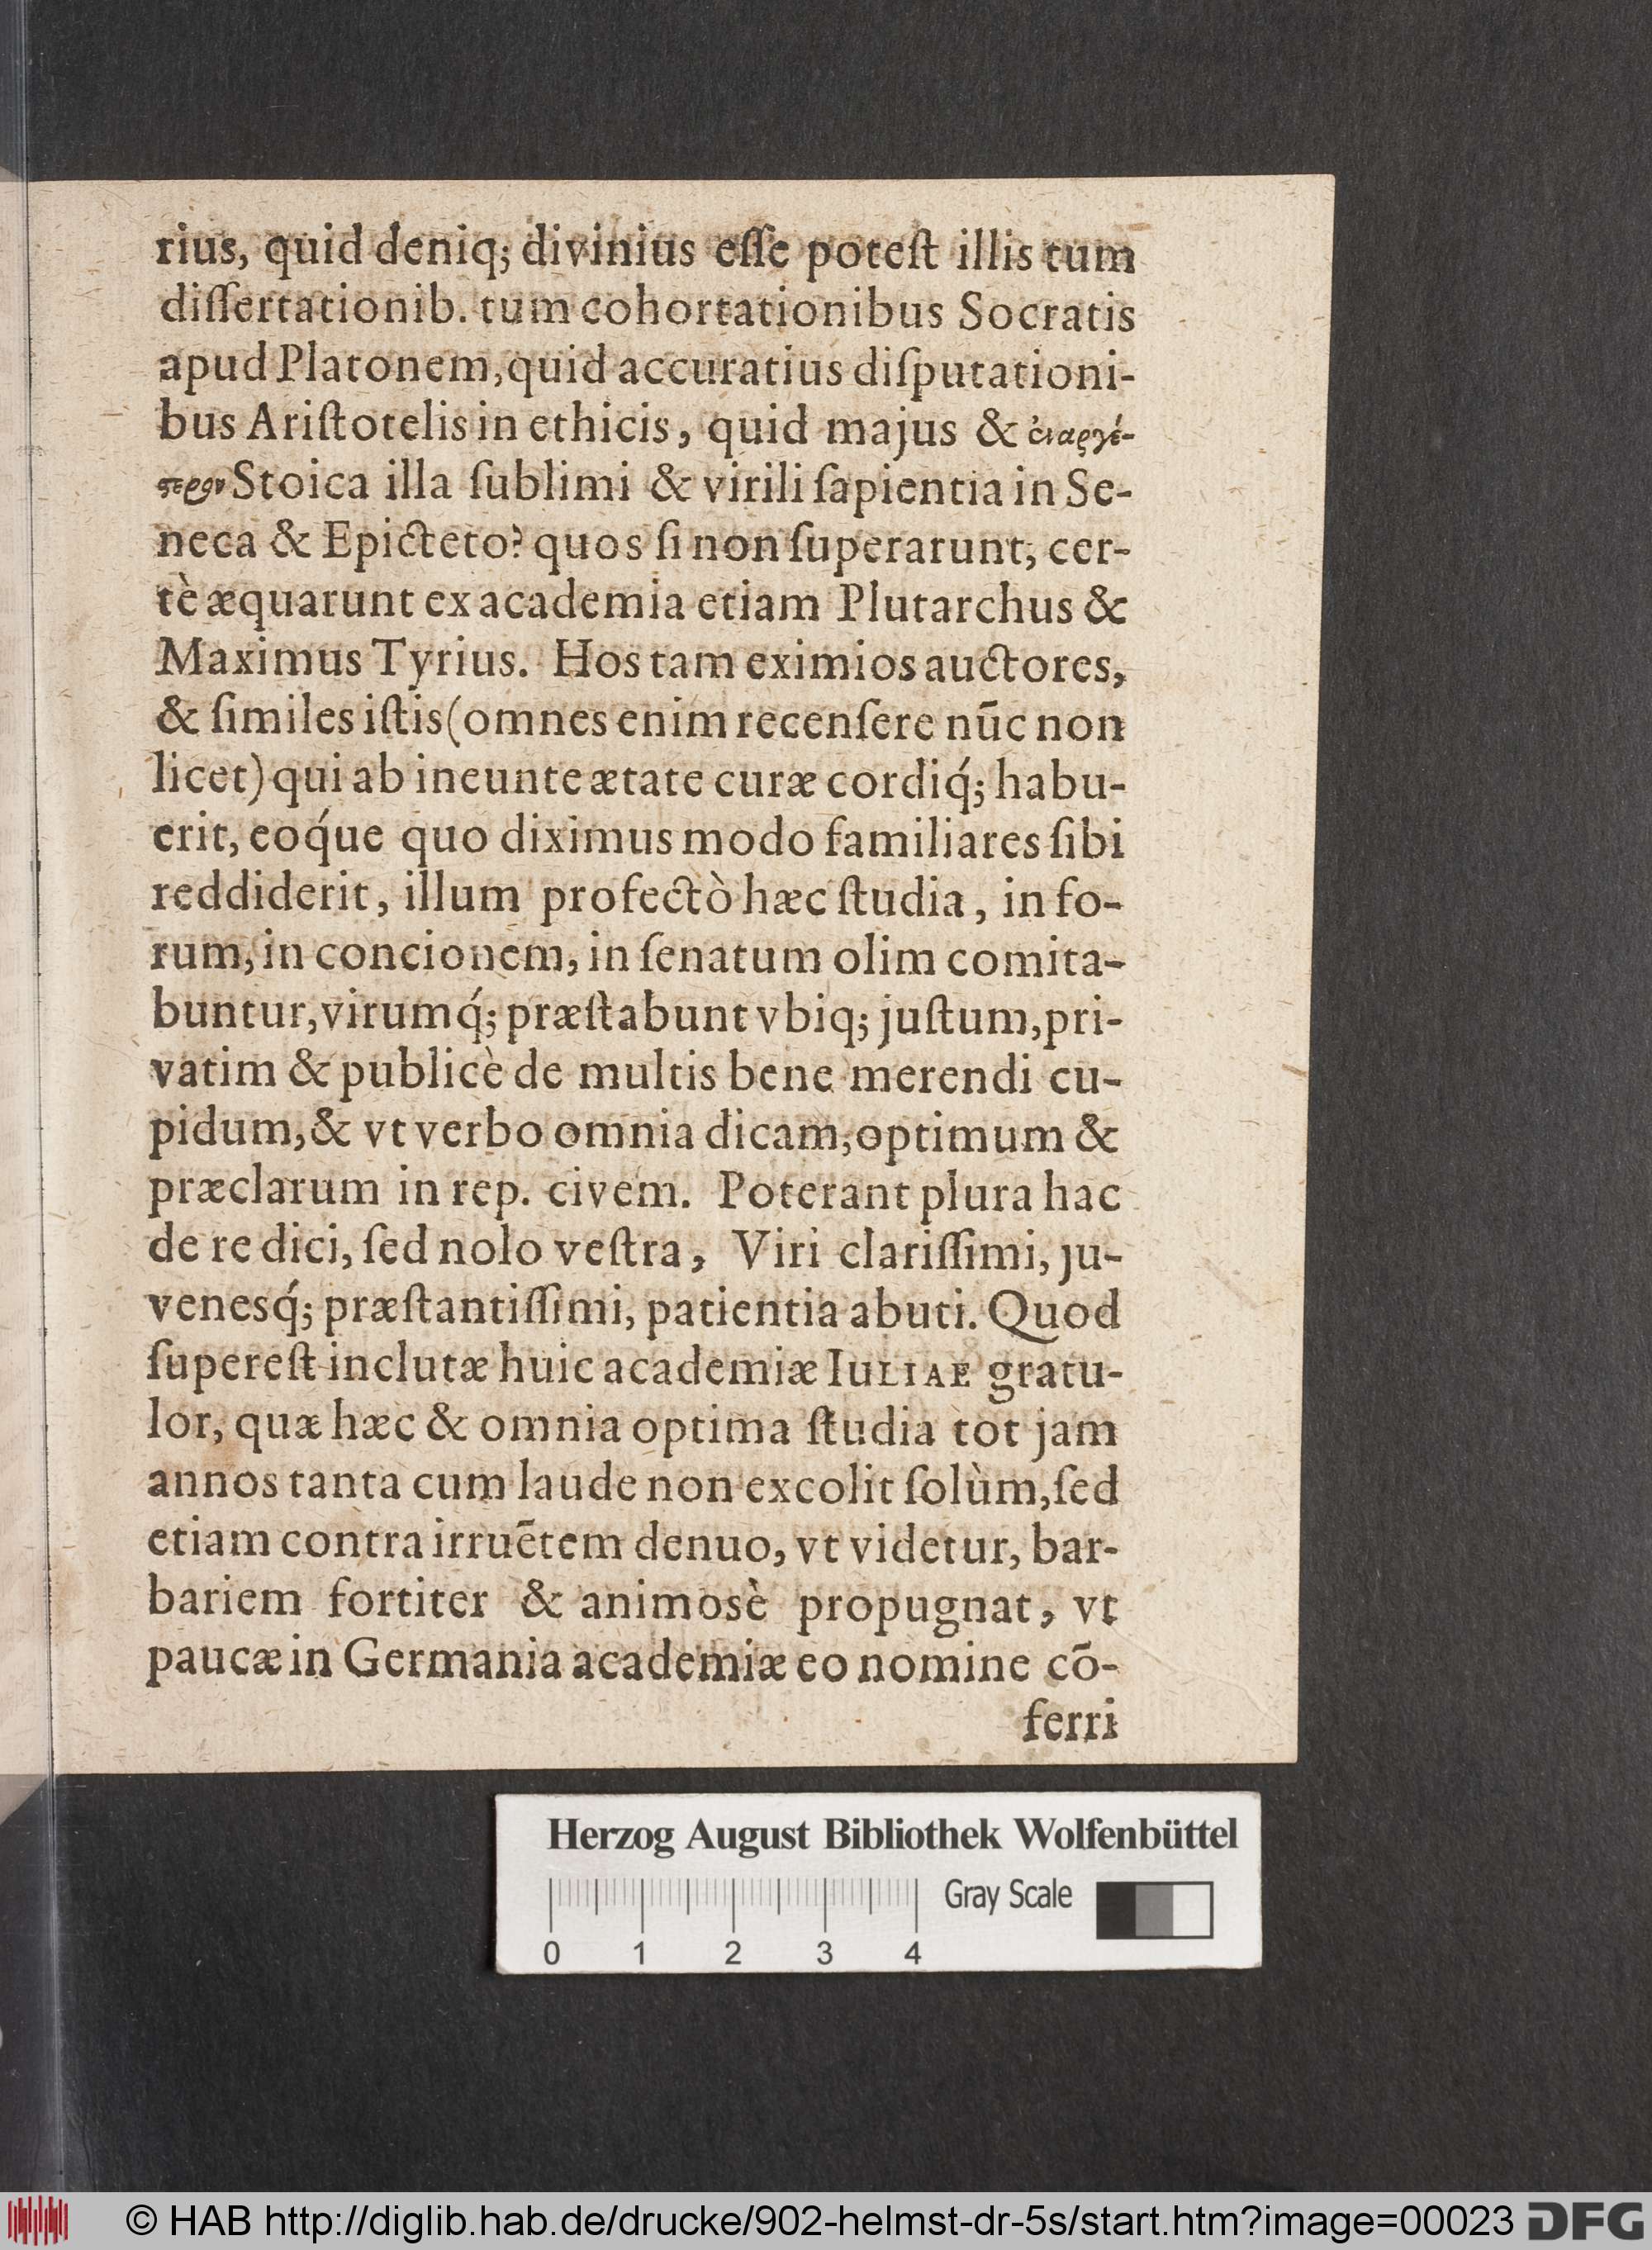 rius, quid deniq; divinius eſſe poteſt illis tum
diſſertationib. tum cohortationibus Socratis
apud Platonem, quid accuratius diſputationi-
bus Ariſtotelis in ethicis, quid majus & ἐναργέ-
ςερον Stoica illa ſublimi & virili ſapientia in Se-
neca & Epicteto? quos ſi non ſuperarunt, cer-
tè æquarunt ex academia etiam Plutarchus &
Maximus Tyrius. Hos tam eximios auctores,
& ſimiles iſtis (omnes enim recenſere nūc non
licet) qui ab ineunte ætate curæ cordiq́; habu-
erit, eoq́ue quo diximus modo familiares ſibi
reddiderit, illum profectò hæc ſtudia, in fo-
rum, in concionem, in ſenatum olim comita-
buntur, virumq́; præſtabunt vbiq; juſtum, pri-
vatim & publicè de multis bene merendi cu-
pidum, & vt verbo omnia dicam, optimum &
præclarum in rep. civem. Poterant plura hac
de re dici, ſed nolo veſtra, Viri clariſſimi, ju-
venesq́; præſtantiſſimi, patientia abuti. Quod
ſupereſt inclutæ huic academiæ IULIAE gratu-
lor, quæ hæc & omnia optima ſtudia tot jam
annos tanta cum laude non excolit ſolùm, ſed
etiam contra irruētem denuo, vt videtur, bar-
bariem fortiter & animosè propugnat, vt
paucæ in Germania academiæ eo nomine cō-
ferri
Herzog August Bibliothek Wolfenbüttel
Gray Scale
0 1 2 3 4
© HAB http://diglib.hab.de/drucke/902-helmst-dr-5s/start.htm?image=00023 DFG